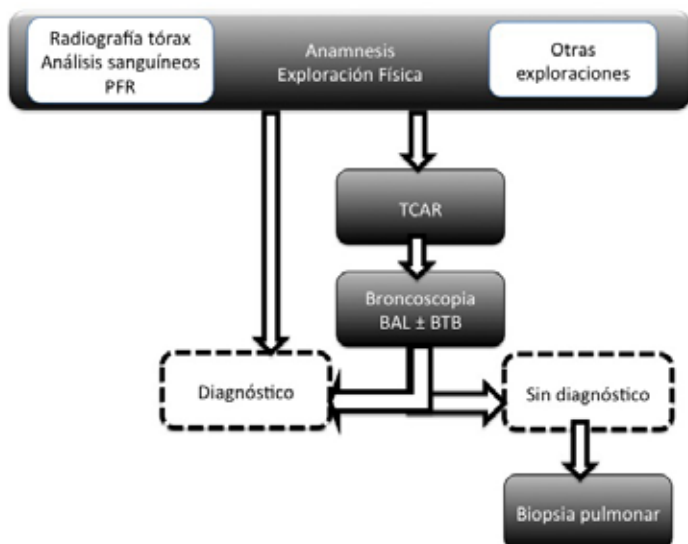 Radiografía tórax
Análisis sanguíneos
PFR
Anamnesis
Exploración Física
Otras
exploraciones
TCAR
Broncoscopia
BAL ± BTB
Diagnóstico
Sin diagnóstico
Biopsia pulmonar